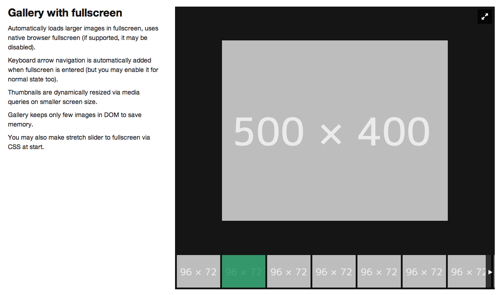 Gallery with fullscreen
Automatically loads larger images in fullscreen, uses
native browser fullscreen (if supported, it may be
disabled).
Keyboard arrow navigation is automatically added
when fullscreen is entered (but you may enable it for
normal state too).
Thumbnails are dynamically resized via media
queries on smaller screen size.
Gallery keeps only few images in DOM to save
memory.
You may also make stretch slider to fullscreen via
CSS at start.
500 × 400
96 × 72 96 × 72 96 × 72 96 × 72 96 × 72 96 × 72 96 × 72